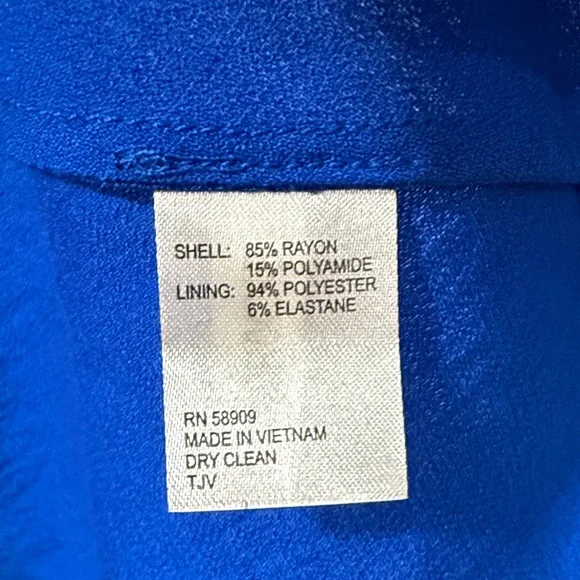 SHELL: 85% RAYON
15% POLYAMIDE
LINING: 94% POLYESTER
6% ELASTANE
RN 58909
MADE IN VIETNAM
DRY CLEAN
TJV